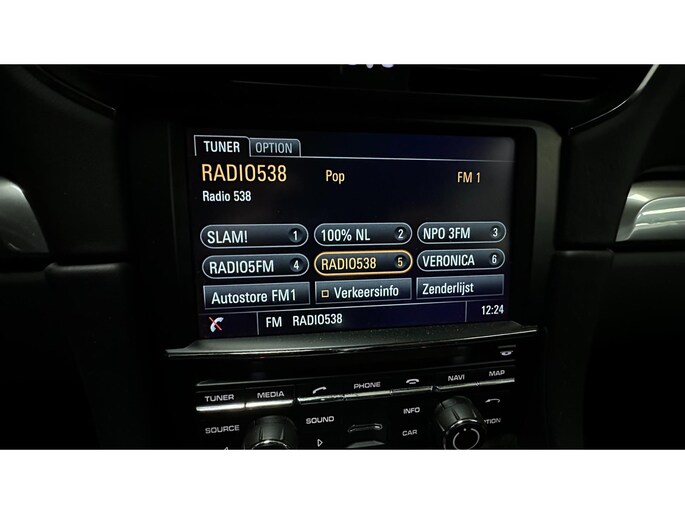 TUNER OPTION
RADIO538 Pop FM 1
Radio 538
SLAM! 1 100% NL 2 NPO 3FM 3
RADIO5FM 4 RADIO538 5 VERONICA 6
Autostore FM1 Verkeersinfo Zenderlijst
FM RADIO538 12:24
TUNER MEDIA PHONE NAVI MAP
SOURCE SOUND INFO
CAR